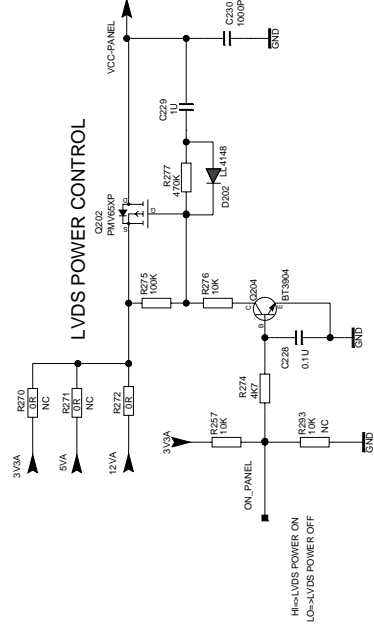 LVDS POWER CONTROL
VCC-PANEL
C230
1000P
GND
C229
1U
R277
470K
LL4148
D202
Q202
PMV65XP
D
S
G
R275
100K
R276
10K
Q204
BT3904
C
B
E
C228
0.1U
GND
R274
4K7
R270
0R
NC
R271
0R
NC
R272
0R
3V3A
5VA
12VA
3V3A
R257
10K
R293
10K
NC
GND
ON_PANEL
HI=>LVDS POWER ON
LO=>LVDS POWER OFF